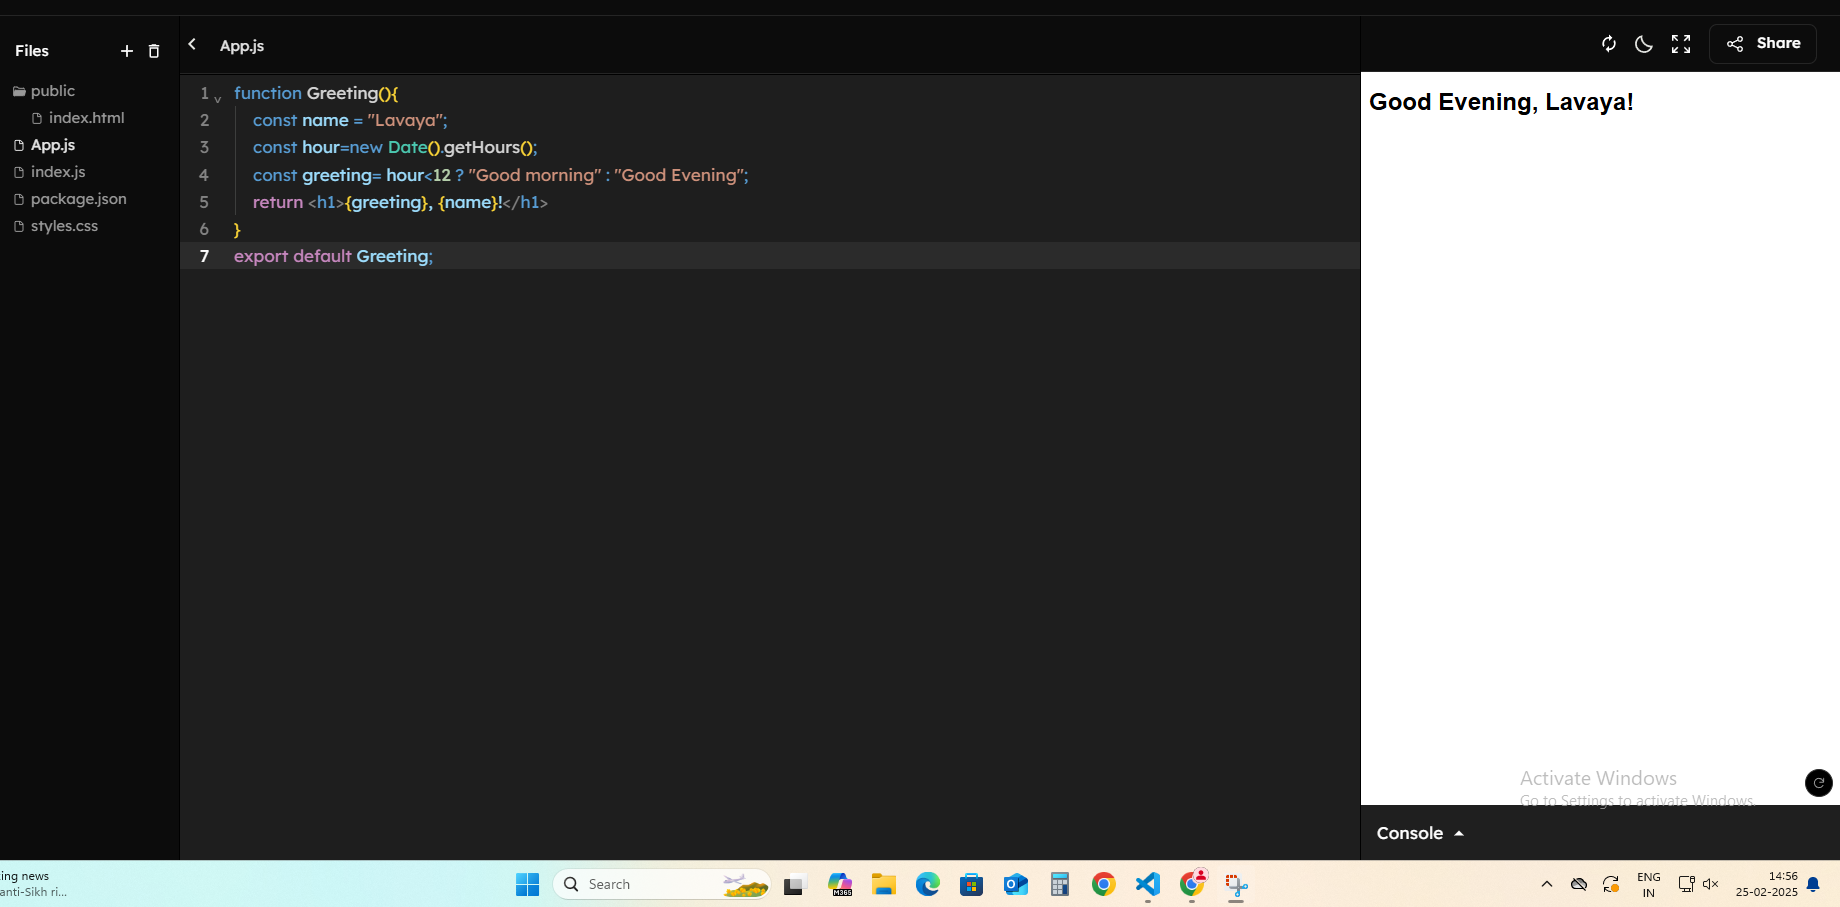 Files
public
index.html
App.js
index.js
package.json
styles.css
App.js
1 function Greeting(){
2 const name = "Lavaya";
3 const hour=new Date().getHours();
4 const greeting= hour<12 ? "Good morning" : "Good Evening";
5 return <h1>{greeting}, {name}!</h1>
6 }
7 export default Greeting;
Share
Good Evening, Lavaya!
Activate Windows
Go to Settings to activate Windows.
Console
king news
anti-Sikh ri...
Search
M365
ENG
IN
14:56
25-02-2025